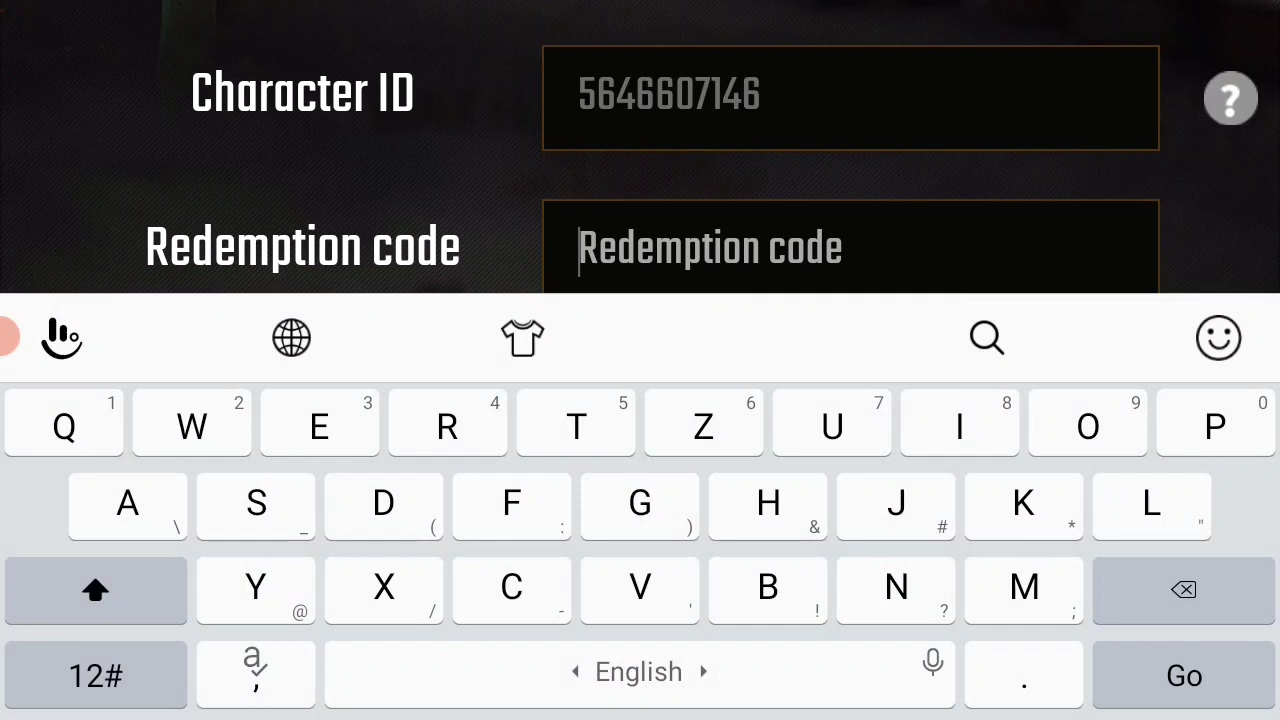 Character ID 5646607146 ?
Redemption code Redemption code
Q 1 W 2 E 3 R 4 T 5 Z 6 U 7 I 8 O 9 P 0
A \ S _ D ( F : G ) H & J # K * L "
Y @ X / C - V ' B ! N ? M ;
12# a , English . Go